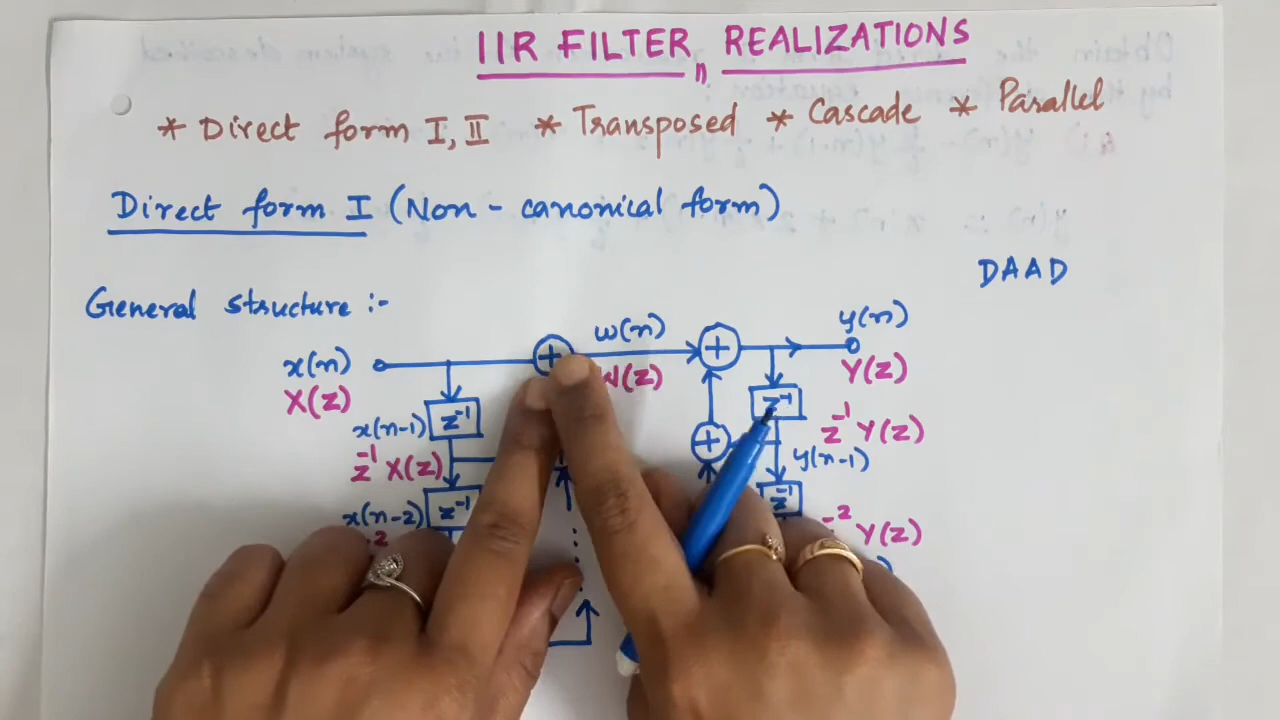 IIR FILTER REALIZATIONS
n
* Direct form I, II * Transposed * Cascade * Parallel
Direct form I (Non - canonical form)
DAAD
General structure :-
x(n) + w(n) + y(n)
X(z) W(z) Y(z)
x(n-1) z⁻¹ z⁻¹ z⁻¹ Y(z)
z⁻¹ X(z) + y(n-1)
x(n-2) z⁻¹ z⁻¹ ⁻² Y(z)